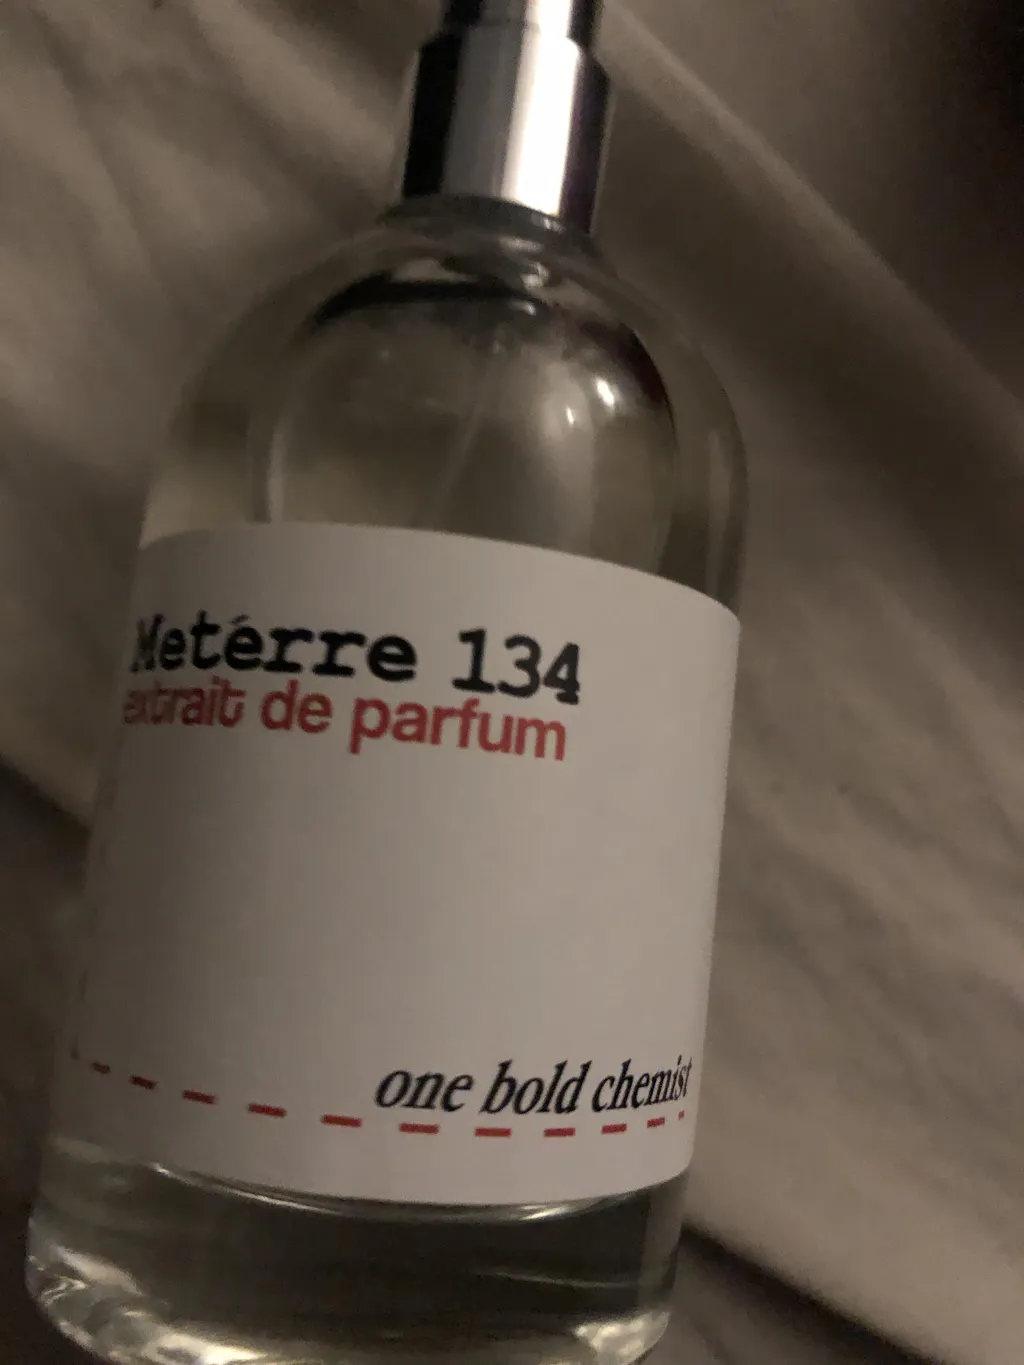 Metérre 134
extrait de parfum
one bold chemist